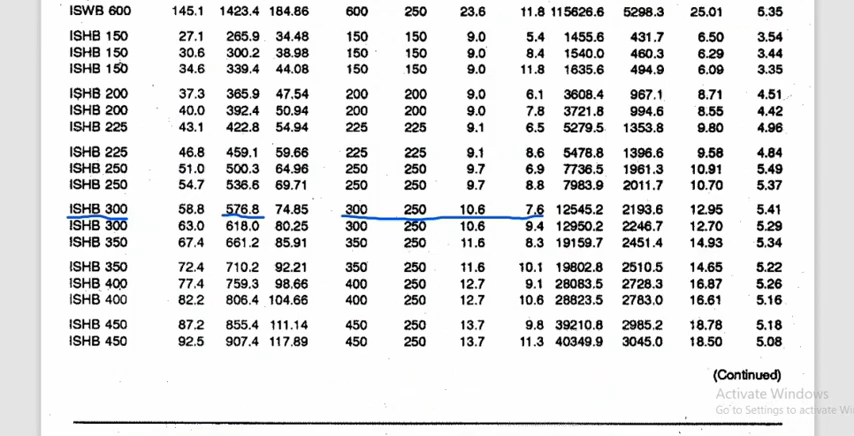 ISWB 600 145.1 1423.4 184.86 600 250 23.6 11.8 115626.6 5298.3 25.01 5.35
ISHB 150 27.1 265.9 34.48 150 150 9.0 5.4 1455.6 431.7 6.50 3.54
ISHB 150 30.6 300.2 38.98 150 150 9.0 8.4 1540.0 460.3 6.29 3.44
ISHB 150 34.6 339.4 44.08 150 150 9.0 11.8 1635.6 494.9 6.09 3.35
ISHB 200 37.3 365.9 47.54 200 200 9.0 6.1 3608.4 967.1 8.71 4.51
ISHB 200 40.0 392.4 50.94 200 200 9.0 7.8 3721.8 994.6 8.55 4.42
ISHB 225 43.1 422.8 54.94 225 225 9.1 6.5 5279.5 1353.8 9.80 4.96
ISHB 225 46.8 459.1 59.66 225 225 9.1 8.6 5478.8 1396.6 9.58 4.84
ISHB 250 51.0 500.3 64.96 250 250 9.7 6.9 7736.5 1961.3 10.91 5.49
ISHB 250 54.7 536.6 69.71 250 250 9.7 8.8 7983.9 2011.7 10.70 5.37
ISHB 300 58.8 576.8 74.85 300 250 10.6 7.6 12545.2 2193.6 12.95 5.41
ISHB 300 63.0 618.0 80.25 300 250 10.6 9.4 12950.2 2246.7 12.70 5.29
ISHB 350 67.4 661.2 85.91 350 250 11.6 8.3 19159.7 2451.4 14.93 5.34
ISHB 350 72.4 710.2 92.21 350 250 11.6 10.1 19802.8 2510.5 14.65 5.22
ISHB 400 77.4 759.3 98.66 400 250 12.7 9.1 28083.5 2728.3 16.87 5.26
ISHB 400 82.2 806.4 104.66 400 250 12.7 10.6 28823.5 2783.0 16.61 5.16
ISHB 450 87.2 855.4 111.14 450 250 13.7 9.8 39210.8 2985.2 18.78 5.18
ISHB 450 92.5 907.4 117.89 450 250 13.7 11.3 40349.9 3045.0 18.50 5.08
(Continued)
Activate Windows
Go to Settings to activate Wi